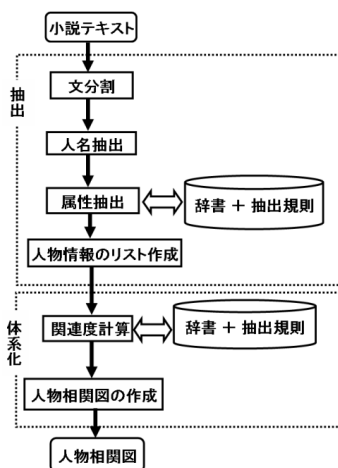 小説テキスト
抽出
文分割
人名抽出
属性抽出
辞書 + 抽出規則
人物情報のリスト作成
体系化
関連度計算
辞書 + 抽出規則
人物相関図の作成
人物相関図